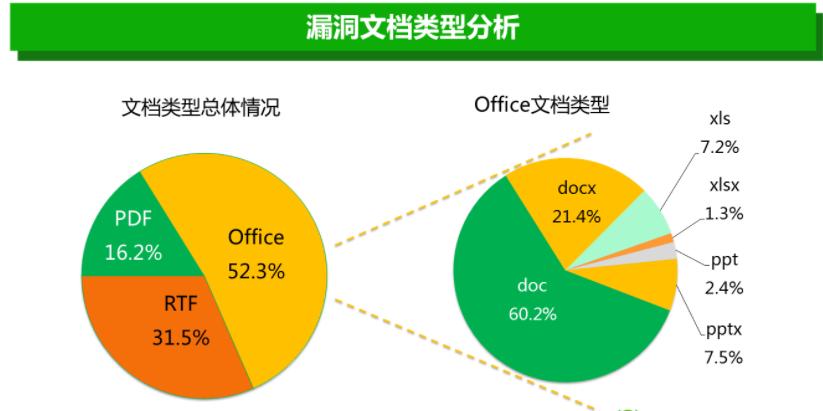 漏洞文档类型分析
文档类型总体情况
Office文档类型
PDF
16.2%
Office
52.3%
RTF
31.5%
docx
21.4%
doc
60.2%
xls
7.2%
xlsx
1.3%
ppt
2.4%
pptx
7.5%